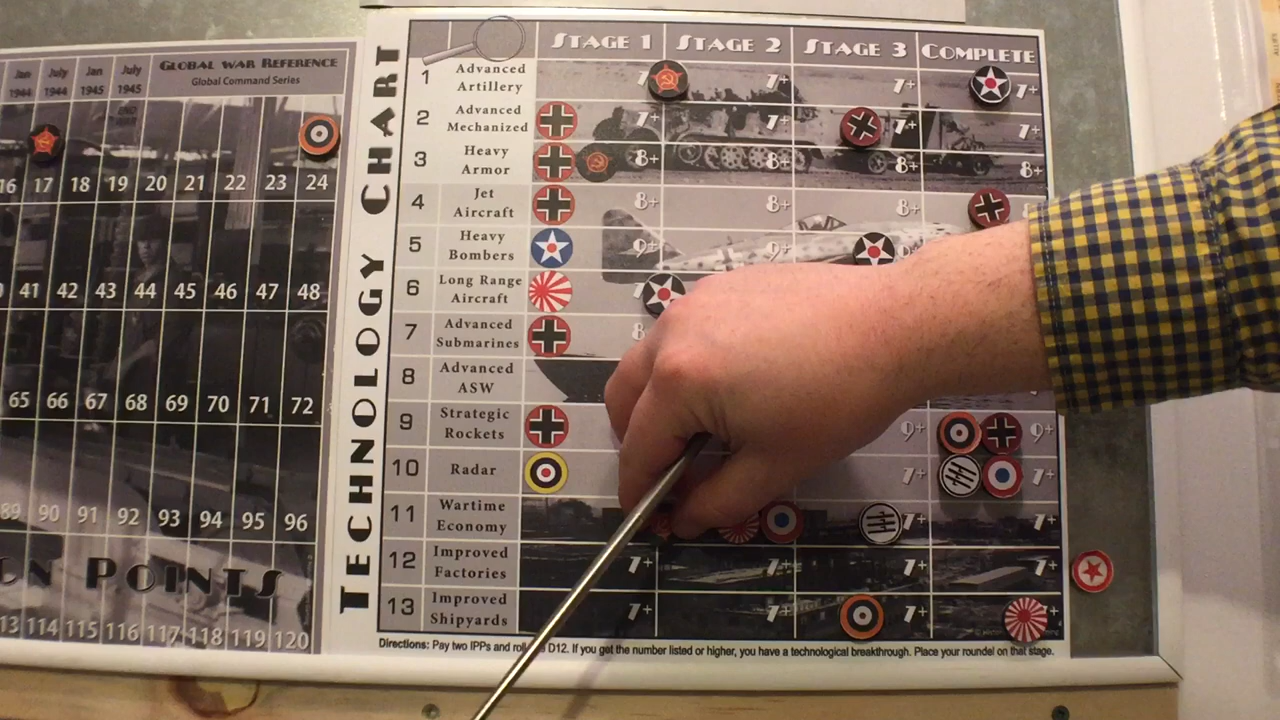 GLOBAL WAR REFERENCE
Global Command Series
Jan 1944 July 1944 Jan 1945 July 1945
16 17 18 19 20 21 22 23 24
41 42 43 44 45 46 47 48
65 66 67 68 69 70 71 72
89 90 91 92 93 94 95 96
ON POINTS
13 114 115 116 117 118 119 120
TECHNOLOGY CHART
STAGE 1 STAGE 2 STAGE 3 COMPLETE
1 Advanced Artillery 7+ 7+ 7+
2 Advanced Mechanized 7+ 7+ 7+ 7+
3 Heavy Armor 8+ 8+ 8+ 8+
4 Jet Aircraft 8+ 8+ 8+
5 Heavy Bombers 9+ 9+
6 Long Range Aircraft
7 Advanced Submarines
8 Advanced ASW
9 Strategic Rockets 9+ 9+
10 Radar 7+ 7+
11 Wartime Economy 7+ 7+
12 Improved Factories 7+ 7+ 7+ 7+
13 Improved Shipyards 7+ 7+ 7+
Directions: Pay two IPPs and D12. If you get the number listed or higher, you have a technological breakthrough. Place your roundel on that stage.